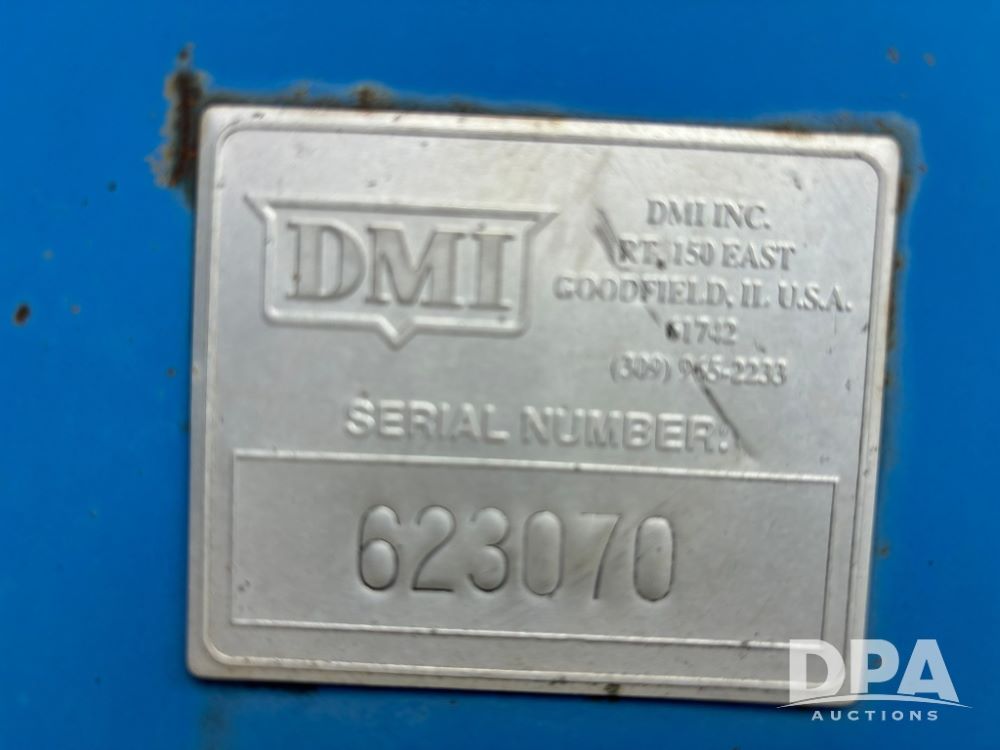 DMI
DMI INC.
RT. 150 EAST
GOODFIELD, IL U.S.A.
61742
(309) 965-2233
SERIAL NUMBER:
623070
DPA
AUCTIONS